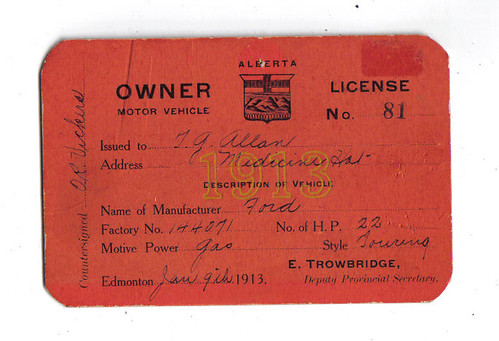 ALBERTA
OWNER LICENSE
MOTOR VEHICLE No. 81
Issued to T. G. Allan
Address Medicine Hat
1913
DESCRIPTION OF VEHICLE
Name of Manufacturer Ford
Factory No. 144071 No. of H.P. 22
Motive Power Gas Style Touring
E. TROWBRIDGE,
Edmonton Jan 9th 1913. Deputy Provincial Secretary.
Countersigned Vickers